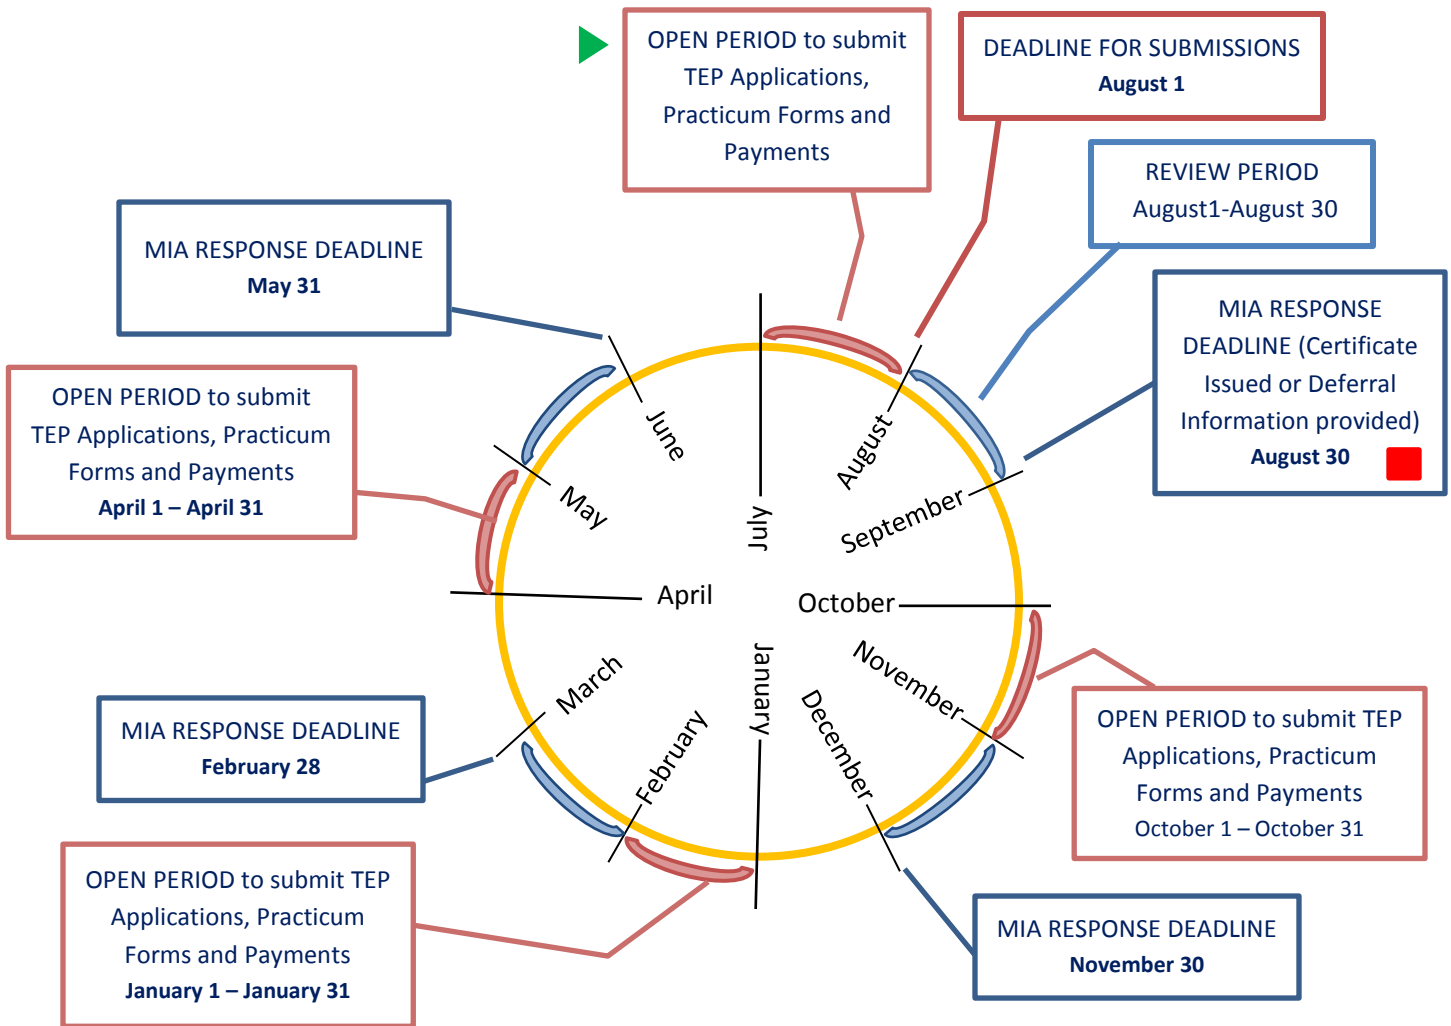 OPEN PERIOD to submit
TEP Applications,
Practicum Forms and
Payments
DEADLINE FOR SUBMISSIONS
August 1
REVIEW PERIOD
August1-August 30
MIA RESPONSE
DEADLINE (Certificate
Issued or Deferral
Information provided)
August 30
MIA RESPONSE DEADLINE
May 31
OPEN PERIOD to submit
TEP Applications, Practicum
Forms and Payments
April 1 – April 31
June
May
April
March
February
January
July
August
September
October
November
December
MIA RESPONSE DEADLINE
February 28
OPEN PERIOD to submit TEP
Applications, Practicum
Forms and Payments
January 1 – January 31
OPEN PERIOD to submit TEP
Applications, Practicum
Forms and Payments
October 1 – October 31
MIA RESPONSE DEADLINE
November 30